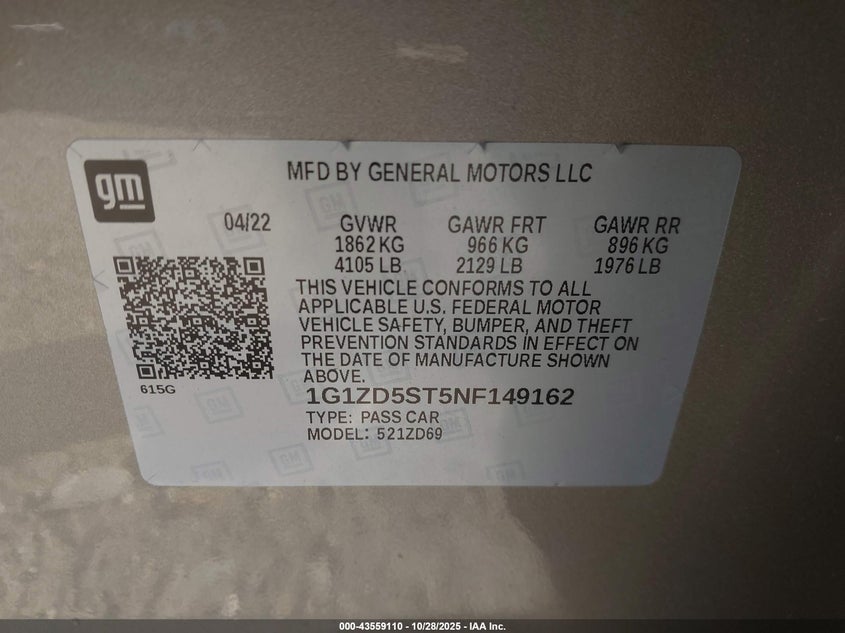 gm
MFD BY GENERAL MOTORS LLC
04/22
GVWR GAWR FRT GAWR RR
1862 KG 966 KG 896 KG
4105 LB 2129 LB 1976 LB
THIS VEHICLE CONFORMS TO ALL
APPLICABLE U.S. FEDERAL MOTOR
VEHICLE SAFETY, BUMPER, AND THEFT
PREVENTION STANDARDS IN EFFECT ON
THE DATE OF MANUFACTURE SHOWN
ABOVE.
615G
1G1ZD5ST5NF149162
TYPE: PASS CAR
MODEL: 521ZD69
000-43559110 - 10/28/2025 - IAA Inc.